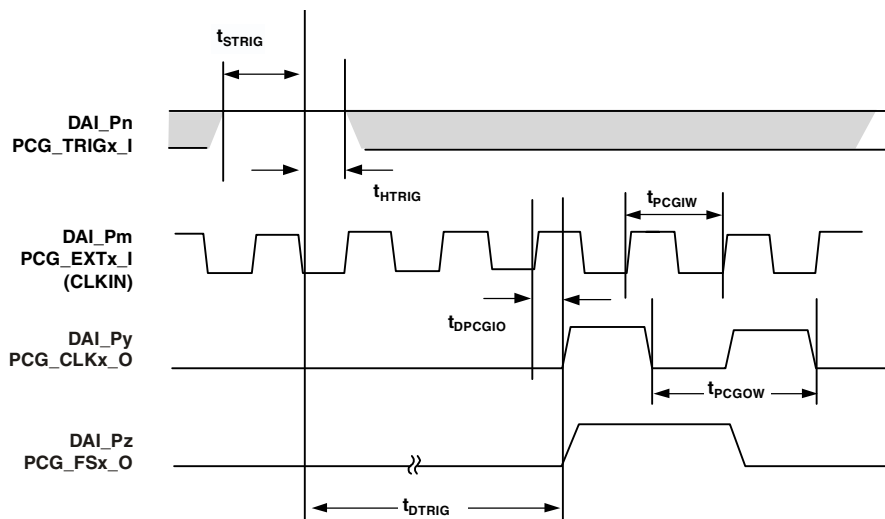 tSTRIG
DAI_Pn
PCG_TRIGx_I
tHTRIG
tPCGIW
DAI_Pm
PCG_EXTx_I
(CLKIN)
tDPCGIO
DAI_Py
PCG_CLKx_O
tPCGOW
DAI_Pz
PCG_FSx_O
tDTRIG